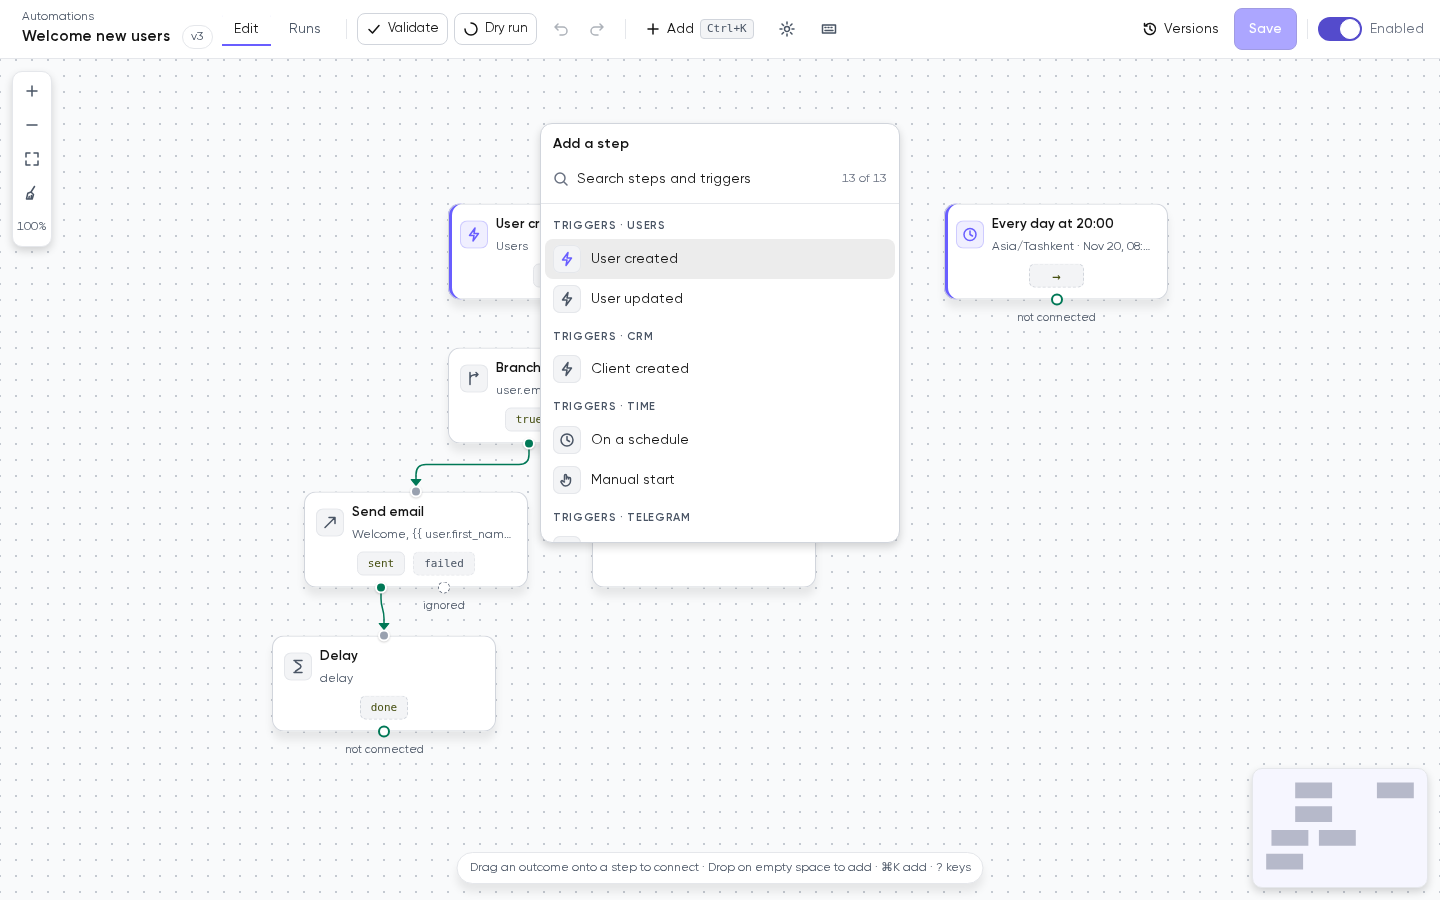 Automations
Welcome new users
v3
Edit
Runs
Validate
Dry run
Add
Ctrl+K
Versions
Save
Enabled
100%
Add a step
Search steps and triggers
13 of 13
TRIGGERS · USERS
User created
User updated
TRIGGERS · CRM
Client created
TRIGGERS · TIME
On a schedule
Manual start
TRIGGERS · TELEGRAM
User cr
Users
Every day at 20:00
Asia/Tashkent · Nov 20, 08:...
→
not connected
Branch
user.em
true
Send email
Welcome, {{ user.first_nam...
sent
failed
ignored
Delay
delay
done
not connected
Drag an outcome onto a step to connect · Drop on empty space to add · ⌘K add · ? keys